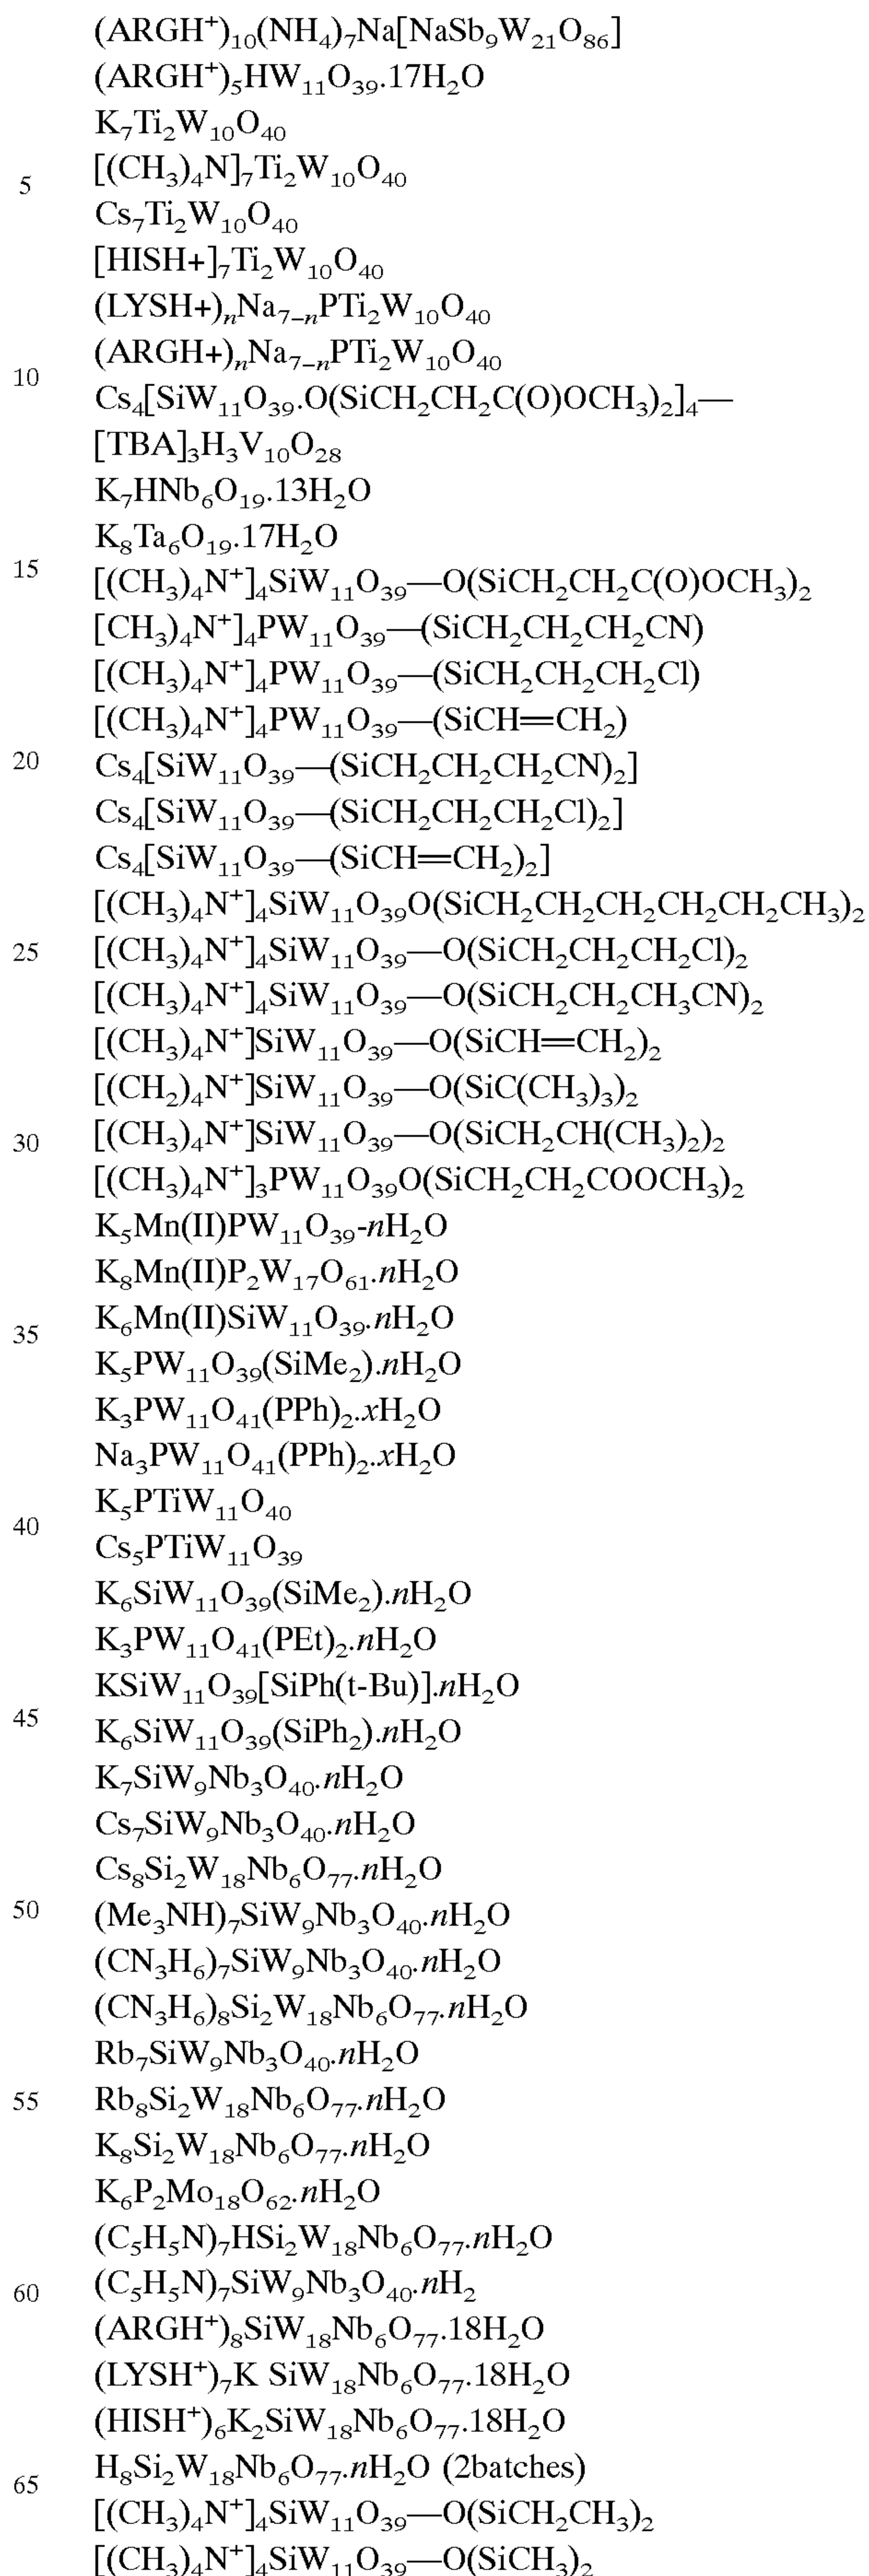 (ARGH⁺)₁₀(NH₄)₇Na[NaSb₉W₂₁O₈₆]
(ARGH⁺)₅HW₁₁O₃₉.17H₂O
K₇Ti₂W₁₀O₄₀
5 [(CH₃)₄N]₇Ti₂W₁₀O₄₀
Cs₇Ti₂W₁₀O₄₀
[HISH+]₇Ti₂W₁₀O₄₀
(LYSH+)ₙNa₇₋ₙPTi₂W₁₀O₄₀
(ARGH+)ₙNa₇₋ₙPTi₂W₁₀O₄₀
10 Cs₄[SiW₁₁O₃₉.O(SiCH₂CH₂C(O)OCH₃)₂]₄—
[TBA]₃H₃V₁₀O₂₈
K₇HNb₆O₁₉.13H₂O
K₈Ta₆O₁₉.17H₂O
15 [(CH₃)₄N⁺]₄SiW₁₁O₃₉—O(SiCH₂CH₂C(O)OCH₃)₂
[CH₃)₄N⁺]₄PW₁₁O₃₉—(SiCH₂CH₂CH₂CN)
[(CH₃)₄N⁺]₄PW₁₁O₃₉—(SiCH₂CH₂CH₂Cl)
[(CH₃)₄N⁺]₄PW₁₁O₃₉—(SiCH=CH₂)
20 Cs₄[SiW₁₁O₃₉—(SiCH₂CH₂CH₂CN)₂]
Cs₄[SiW₁₁O₃₉—(SiCH₂CH₂CH₂Cl)₂]
Cs₄[SiW₁₁O₃₉—(SiCH=CH₂)₂]
[(CH₃)₄N⁺]₄SiW₁₁O₃₉O(SiCH₂CH₂CH₂CH₂CH₂CH₃)₂
25 [(CH₃)₄N⁺]₄SiW₁₁O₃₉—O(SiCH₂CH₂CH₂Cl)₂
[(CH₃)₄N⁺]₄SiW₁₁O₃₉—O(SiCH₂CH₂CH₃CN)₂
[(CH₃)₄N⁺]SiW₁₁O₃₉—O(SiCH=CH₂)₂
[(CH₂)₄N⁺]SiW₁₁O₃₉—O(SiC(CH₃)₃)₂
30 [(CH₃)₄N⁺]SiW₁₁O₃₉—O(SiCH₂CH(CH₃)₂)₂
[(CH₃)₄N⁺]₃PW₁₁O₃₉O(SiCH₂CH₂COOCH₃)₂
K₅Mn(II)PW₁₁O₃₉-nH₂O
K₈Mn(II)P₂W₁₇O₆₁.nH₂O
35 K₆Mn(II)SiW₁₁O₃₉.nH₂O
K₅PW₁₁O₃₉(SiMe₂).nH₂O
K₃PW₁₁O₄₁(PPh)₂.xH₂O
Na₃PW₁₁O₄₁(PPh)₂.xH₂O
K₅PTiW₁₁O₄₀
40 Cs₅PTiW₁₁O₃₉
K₆SiW₁₁O₃₉(SiMe₂).nH₂O
K₃PW₁₁O₄₁(PEt)₂.nH₂O
KSiW₁₁O₃₉[SiPh(t-Bu)].nH₂O
45 K₆SiW₁₁O₃₉(SiPh₂).nH₂O
K₇SiW₉Nb₃O₄₀.nH₂O
Cs₇SiW₉Nb₃O₄₀.nH₂O
Cs₈Si₂W₁₈Nb₆O₇₇.nH₂O
50 (Me₃NH)₇SiW₉Nb₃O₄₀.nH₂O
(CN₃H₆)₇SiW₉Nb₃O₄₀.nH₂O
(CN₃H₆)₈Si₂W₁₈Nb₆O₇₇.nH₂O
Rb₇SiW₉Nb₃O₄₀.nH₂O
55 Rb₈Si₂W₁₈Nb₆O₇₇.nH₂O
K₈Si₂W₁₈Nb₆O₇₇.nH₂O
K₆P₂Mo₁₈O₆₂.nH₂O
(C₅H₅N)₇HSi₂W₁₈Nb₆O₇₇.nH₂O
60 (C₅H₅N)₇SiW₉Nb₃O₄₀.nH₂
(ARGH⁺)₈SiW₁₈Nb₆O₇₇.18H₂O
(LYSH⁺)₇K SiW₁₈Nb₆O₇₇.18H₂O
(HISH⁺)₆K₂SiW₁₈Nb₆O₇₇.18H₂O
65 H₈Si₂W₁₈Nb₆O₇₇.nH₂O (2batches)
[(CH₃)₄N⁺]₄SiW₁₁O₃₉—O(SiCH₂CH₃)₂
[(CH₃)₄N⁺]₄SiW₁₁O₃₉—O(SiCH₃)₂